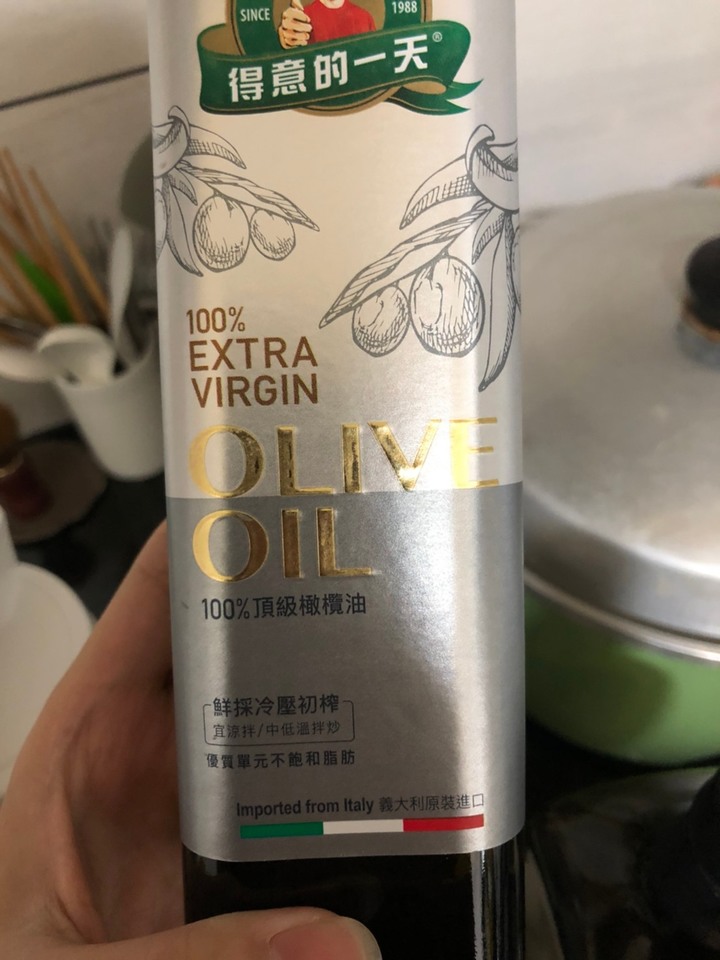 SINCE 1988
得意的一天®
100%
EXTRA
VIRGIN
OLIVE
OIL
100%頂級橄欖油
鮮採冷壓初榨
宜涼拌/中低溫拌炒
優質單元不飽和脂肪
Imported from Italy 義大利原裝進口